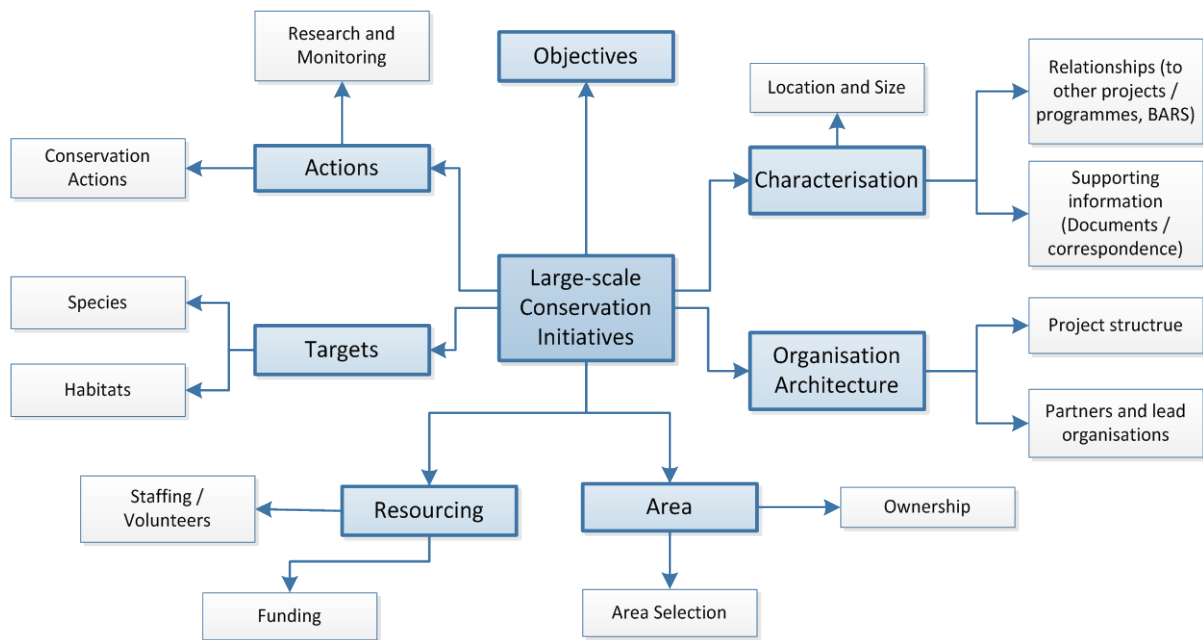 Research and
Monitoring
Objectives
Location and Size
Relationships (to
other projects /
programmes, BARS)
Conservation
Actions
Actions
Characterisation
Supporting
information
(Documents /
correspondence)
Large-scale
Conservation
Initiatives
Species
Targets
Habitats
Organisation
Architecture
Project structrue
Partners and lead
organisations
Staffing /
Volunteers
Resourcing
Area
Ownership
Funding
Area Selection